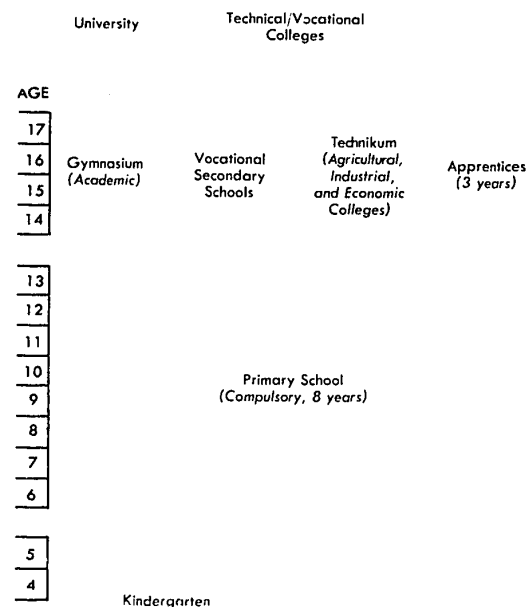 University
Technical/Vocational
Colleges
AGE
17
16
15
14
Gymnasium
(Academic)
Vocational
Secondary
Schools
Technikum
(Agricultural,
Industrial,
and Economic
Colleges)
Apprentices
(3 years)
13
12
11
10
9
8
7
6
Primary School
(Compulsory, 8 years)
5
4
Kindergarten